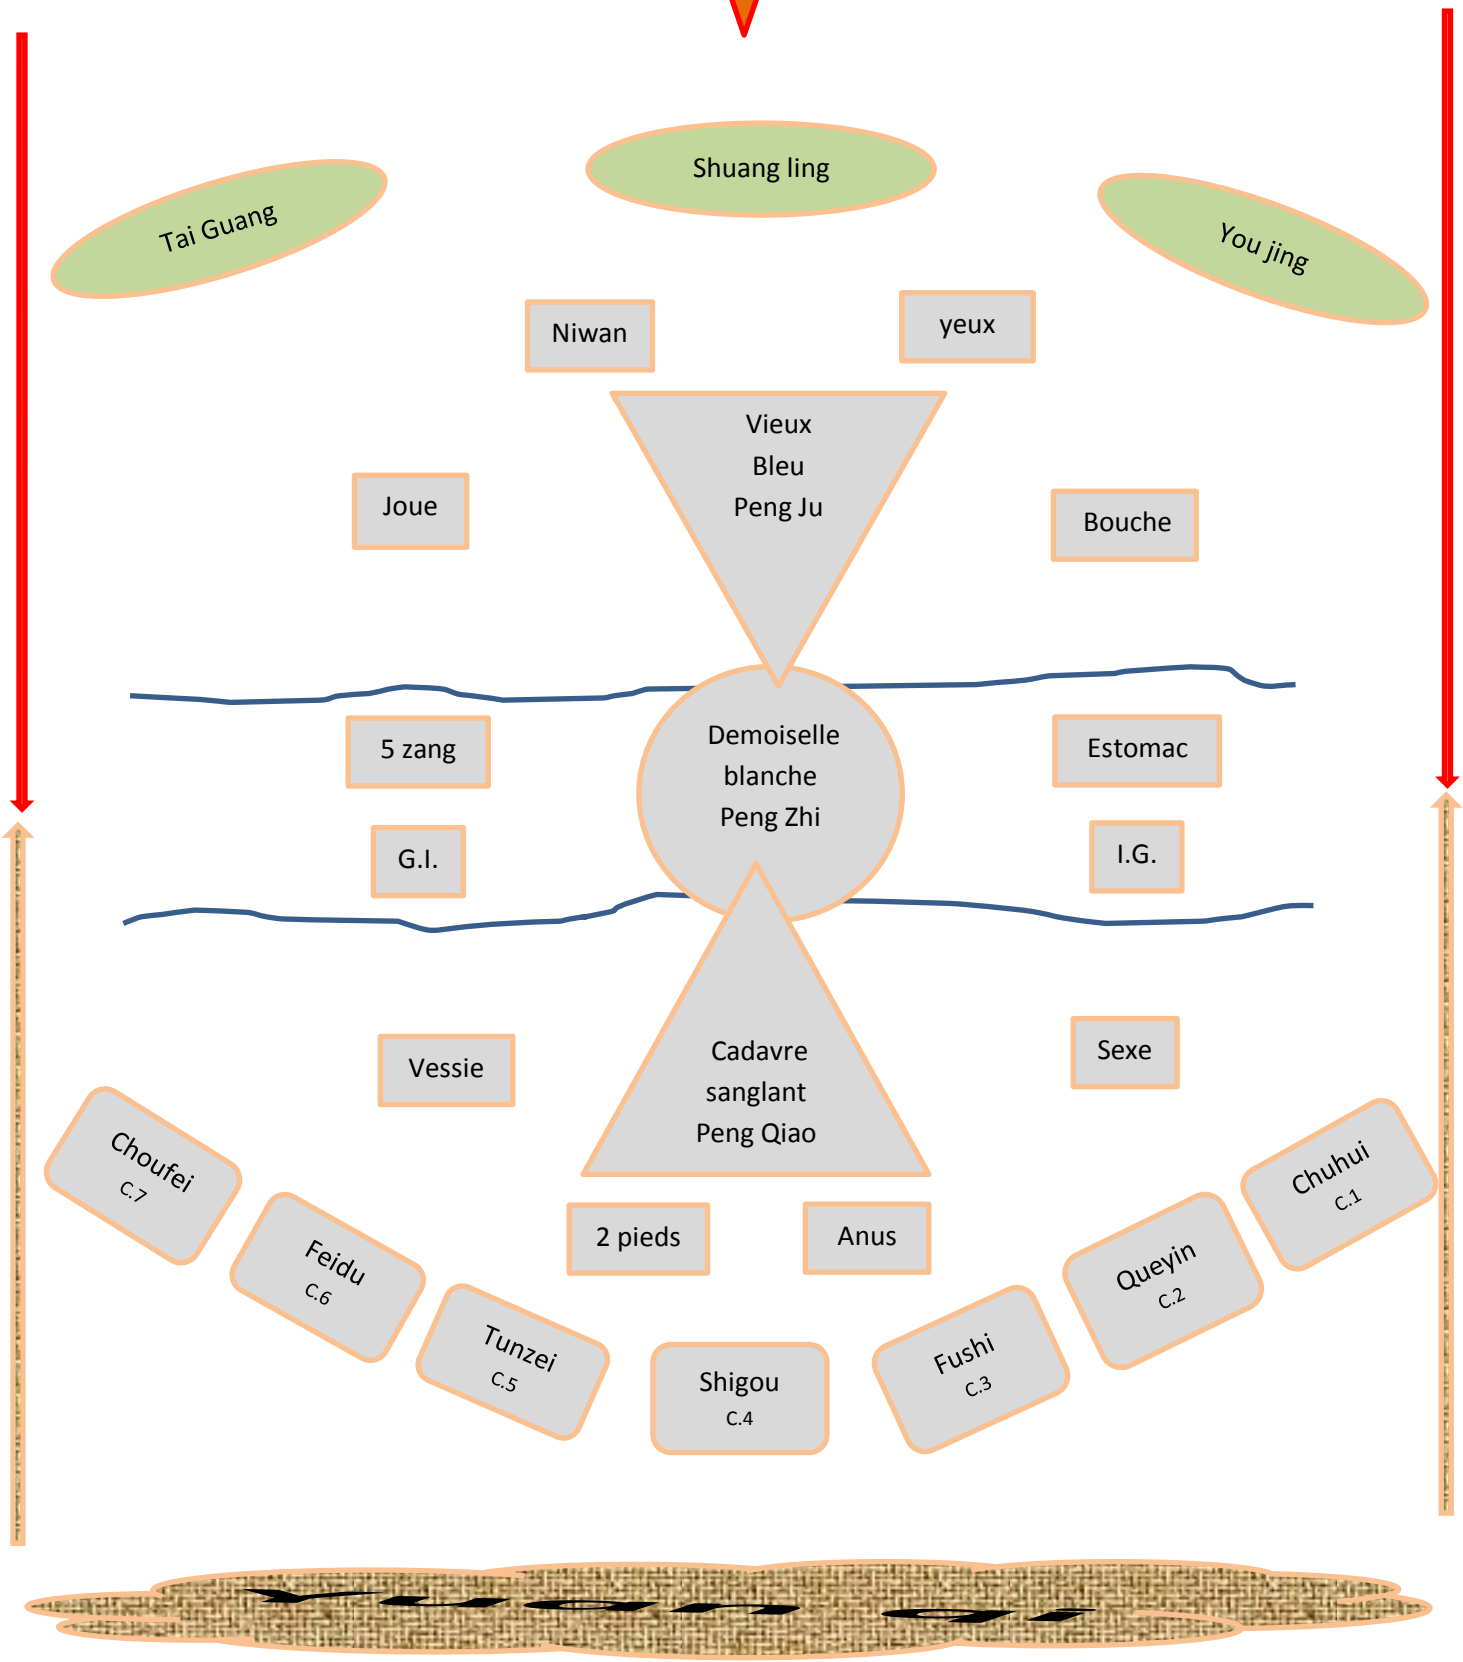 Shuang ling
Tai Guang
You jing
Niwan
yeux
Vieux
Bleu
Peng Ju
Joue
Bouche
Demoiselle
blanche
Peng Zhi
5 zang
Estomac
G.I.
I.G.
Cadavre
sanglant
Peng Qiao
Vessie
Sexe
2 pieds
Anus
Choufei
C.7
Feidu
C.6
Tunzei
C.5
Shigou
C.4
Fushi
C.3
Queyin
C.2
Chuhui
C.1
Yuan qi